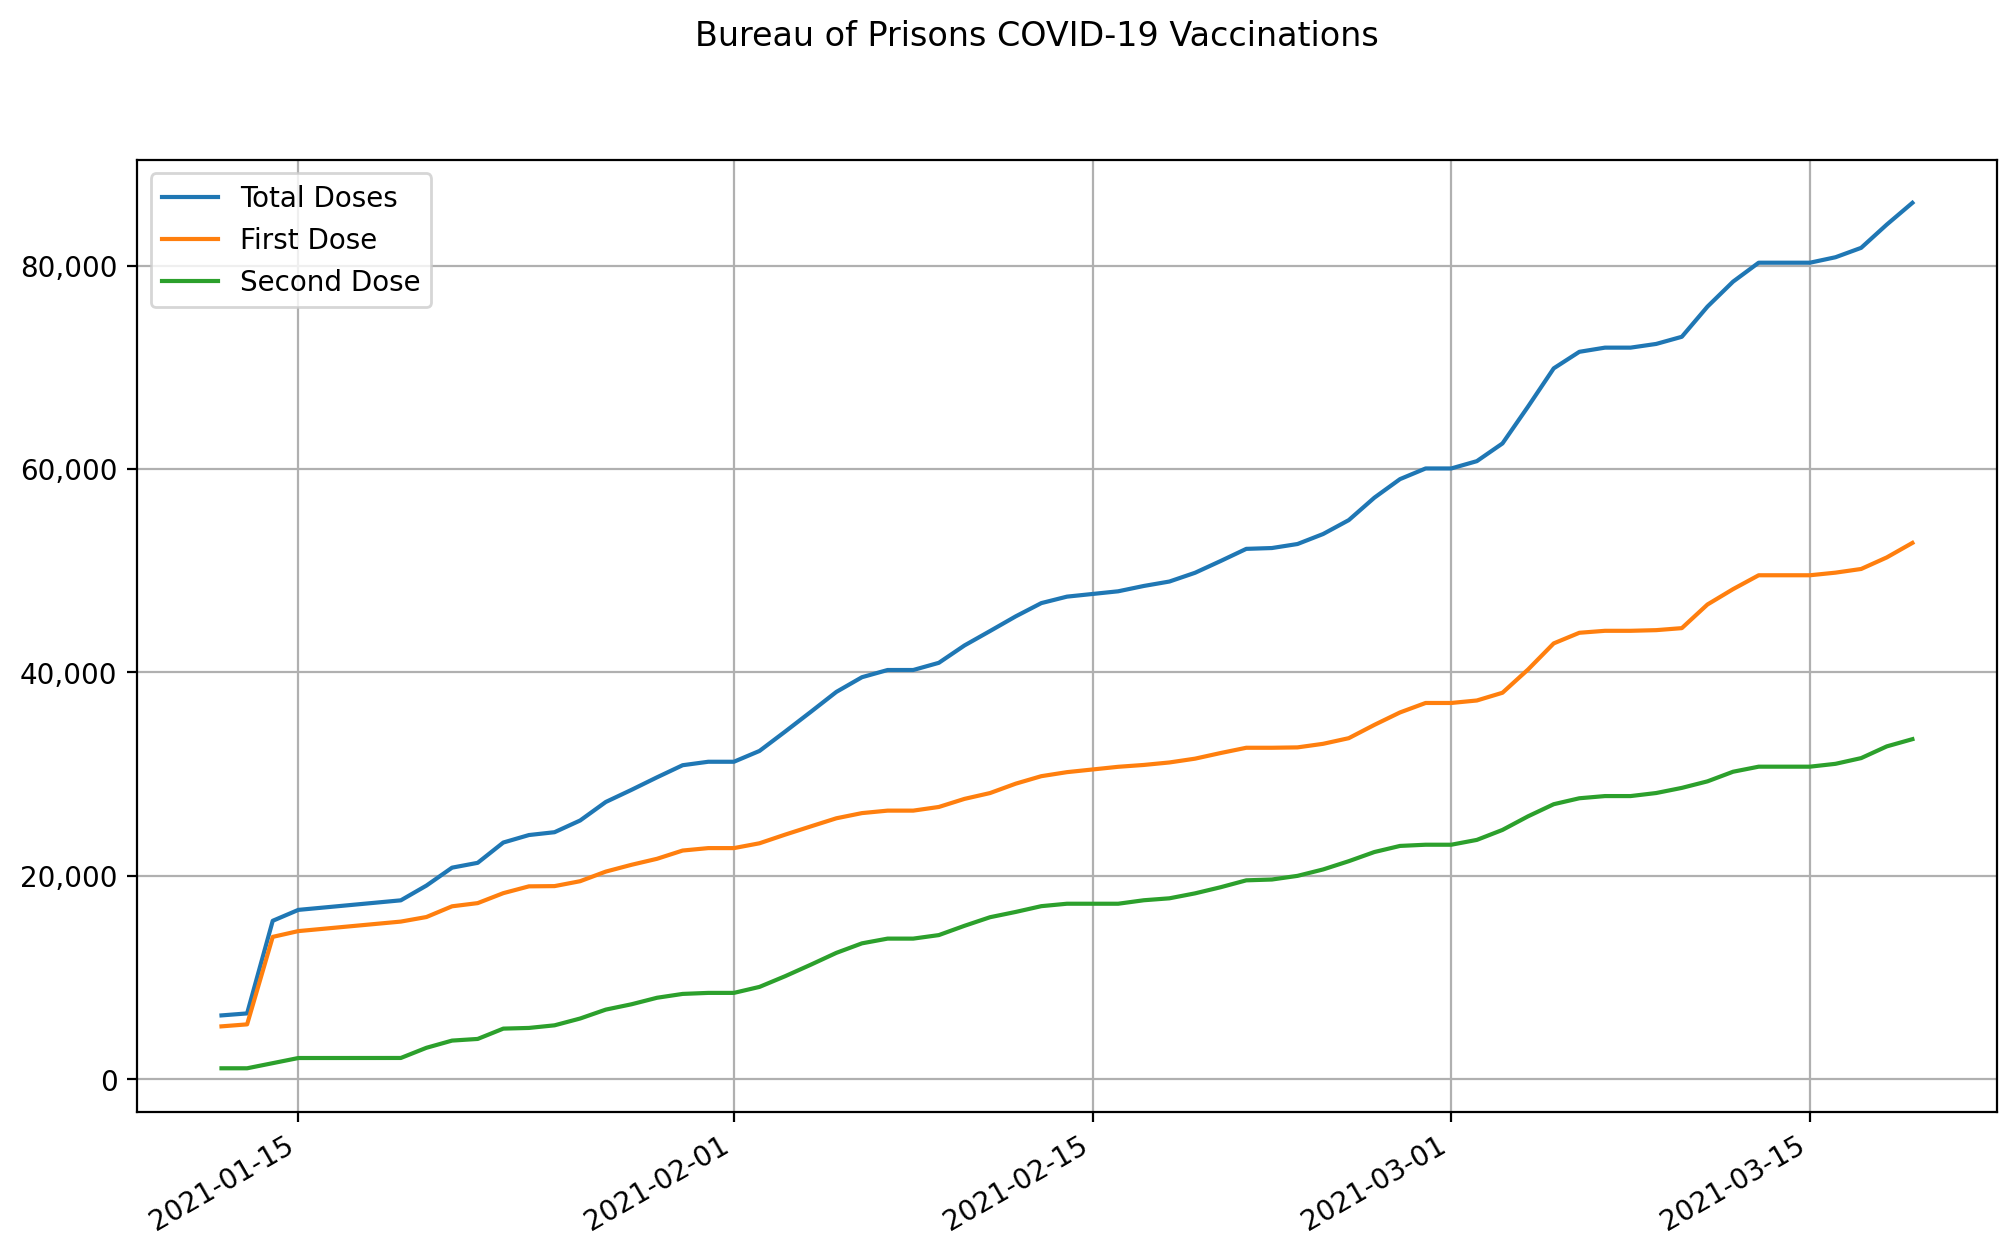 Bureau of Prisons COVID-19 Vaccinations
Total Doses
First Dose
Second Dose
80,000
60,000
40,000
20,000
0
2021-01-15
2021-02-01
2021-02-15
2021-03-01
2021-03-15